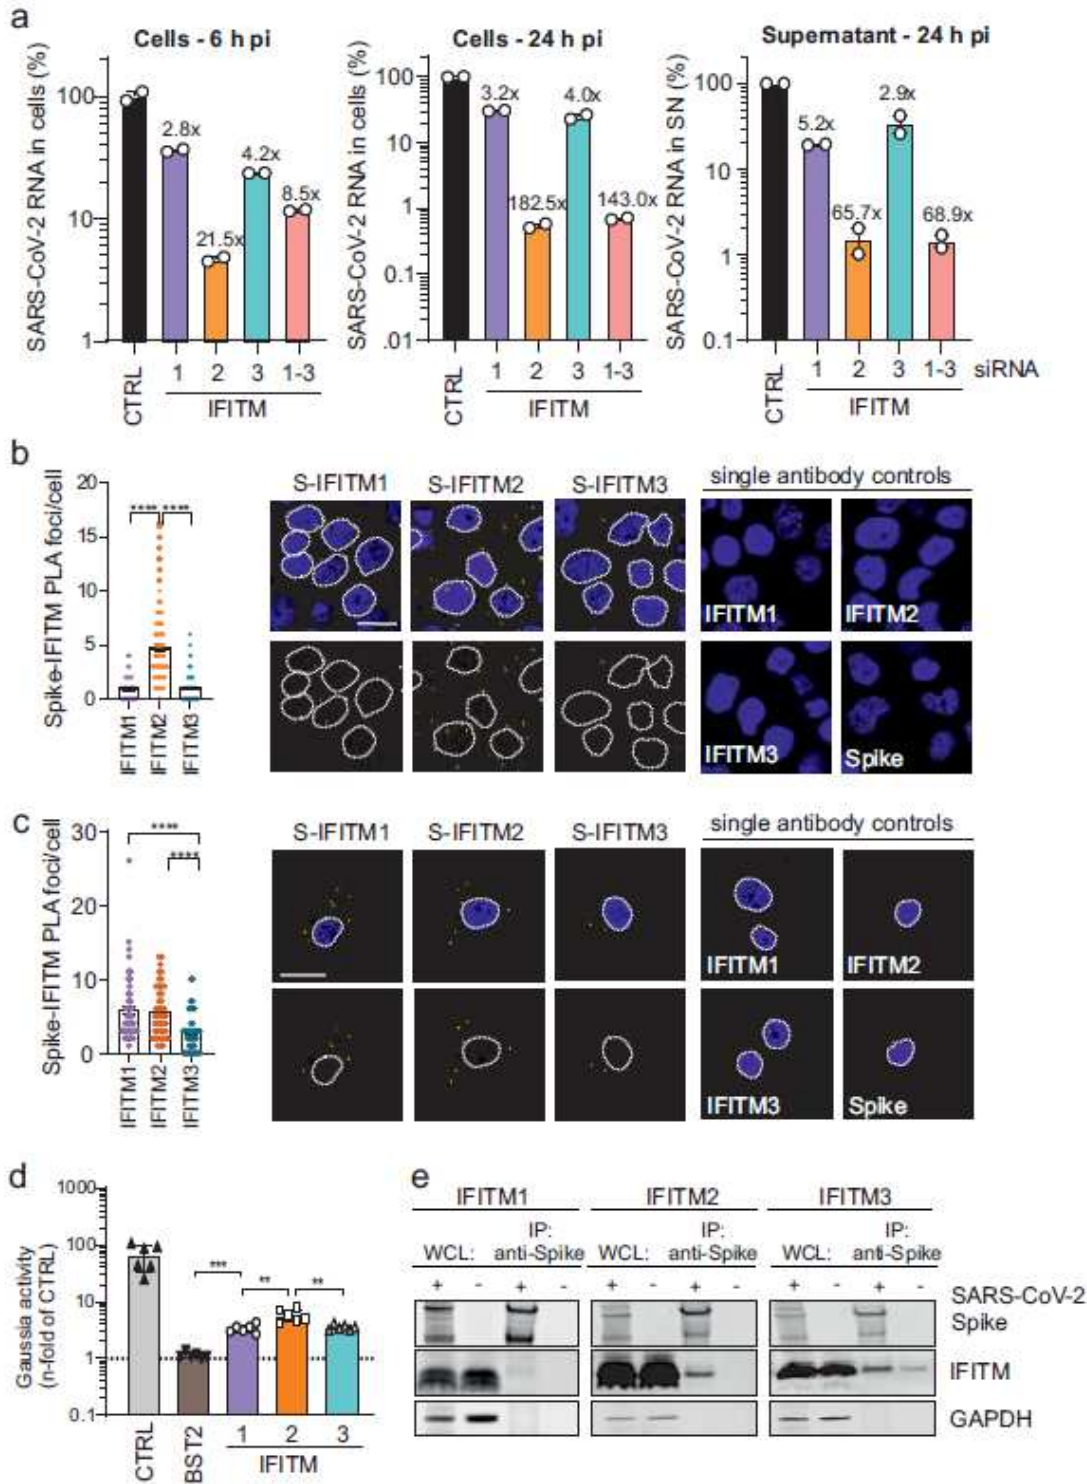 a
Cells - 6 h pi
Cells - 24 h pi
Supernatant - 24 h pi
SARS-CoV-2 RNA in cells (%)
100
10
1
2.8x
21.5x
4.2x
8.5x
CTRL
1 2 3 1-3
IFITM
SARS-CoV-2 RNA in cells (%)
100
10
1
0.1
.01
3.2x
182.5x
4.0x
143.0x
CTRL
1 2 3 1-3
IFITM
SARS-CoV-2 RNA in SN (%)
100
10
1
0.1
5.2x
65.7x
2.9x
68.9x
CTRL
1 2 3 1-3 siRNA
IFITM
b
Spike-IFITM PLA foci/cell
20
15
10
5
0
**** ****
IFITM1
IFITM2
IFITM3
S-IFITM1 S-IFITM2 S-IFITM3
single antibody controls
IFITM1 IFITM2
IFITM3 Spike
c
Spike-IFITM PLA foci/cell
30
20
10
0
****
****
IFITM1
IFITM2
IFITM3
S-IFITM1 S-IFITM2 S-IFITM3
single antibody controls
IFITM1 IFITM2
IFITM3 Spike
d
Gaussia activity
(n-fold of CTRL)
1000
100
10
1
0.1
*** ** **
CTRL
BST2
1 2 3
IFITM
e
IFITM1 IFITM2 IFITM3
WCL: IP: anti-Spike
WCL: IP: anti-Spike
WCL: IP: anti-Spike
+ - + - + - + - + - + - SARS-CoV-2
Spike
IFITM
GAPDH